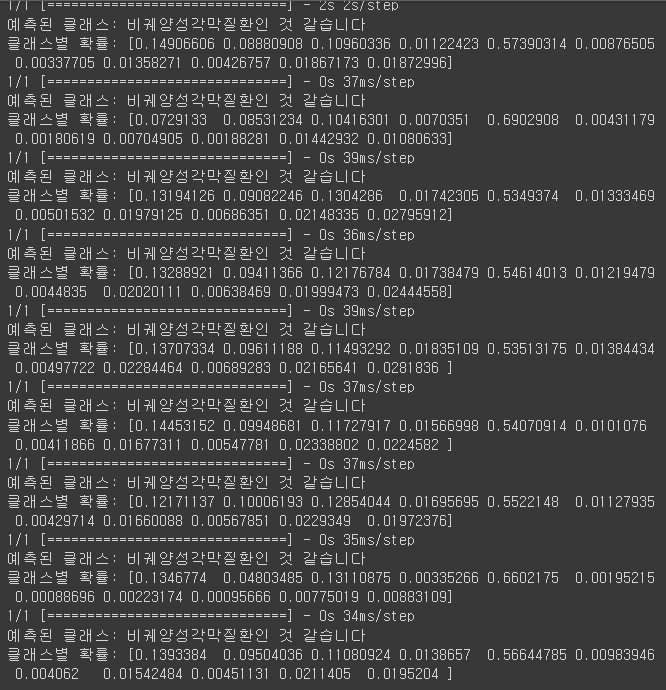 1/1 [==============================] - 2s 2s/step
예측된 클래스: 비궤양성각막질환인 것 같습니다
클래스별 확률: [0.14906606 0.08880908 0.10960336 0.01122423 0.57390314 0.00876505
 0.00337705 0.01358271 0.00426757 0.01867173 0.01872996]
1/1 [==============================] - 0s 37ms/step
예측된 클래스: 비궤양성각막질환인 것 같습니다
클래스별 확률: [0.0729133  0.08531234 0.10416301 0.0070351  0.6902908  0.00431179
 0.00180619 0.00704905 0.00188281 0.01442932 0.01080633]
1/1 [==============================] - 0s 39ms/step
예측된 클래스: 비궤양성각막질환인 것 같습니다
클래스별 확률: [0.13194126 0.09082246 0.1304286  0.01742305 0.5349374  0.01333469
 0.00501532 0.01979125 0.00686351 0.02148335 0.02795912]
1/1 [==============================] - 0s 36ms/step
예측된 클래스: 비궤양성각막질환인 것 같습니다
클래스별 확률: [0.13288921 0.09411366 0.12176784 0.01738479 0.54614013 0.01219479
 0.0044835  0.02020111 0.00638469 0.01999473 0.02444558]
1/1 [==============================] - 0s 39ms/step
예측된 클래스: 비궤양성각막질환인 것 같습니다
클래스별 확률: [0.13707334 0.09611188 0.11493292 0.01835109 0.53513175 0.01384434
 0.00497722 0.02284464 0.00689283 0.02165641 0.0281836 ]
1/1 [==============================] - 0s 37ms/step
예측된 클래스: 비궤양성각막질환인 것 같습니다
클래스별 확률: [0.14453152 0.09948681 0.11727917 0.01566998 0.54070914 0.0101076
 0.00411866 0.01677311 0.00547781 0.02338802 0.0224582 ]
1/1 [==============================] - 0s 37ms/step
예측된 클래스: 비궤양성각막질환인 것 같습니다
클래스별 확률: [0.12171137 0.10006193 0.12854044 0.01695695 0.5522148  0.01127935
 0.00429714 0.01660088 0.00567851 0.0229349  0.01972376]
1/1 [==============================] - 0s 35ms/step
예측된 클래스: 비궤양성각막질환인 것 같습니다
클래스별 확률: [0.1346774  0.04803485 0.13110875 0.00335266 0.6602175  0.00195215
 0.00088696 0.00223174 0.00095666 0.00775019 0.00883109]
1/1 [==============================] - 0s 34ms/step
예측된 클래스: 비궤양성각막질환인 것 같습니다
클래스별 확률: [0.1393384  0.09504036 0.11080924 0.0138657  0.56644785 0.00983946
 0.004062   0.01542484 0.00451131 0.0211405  0.0195204 ]